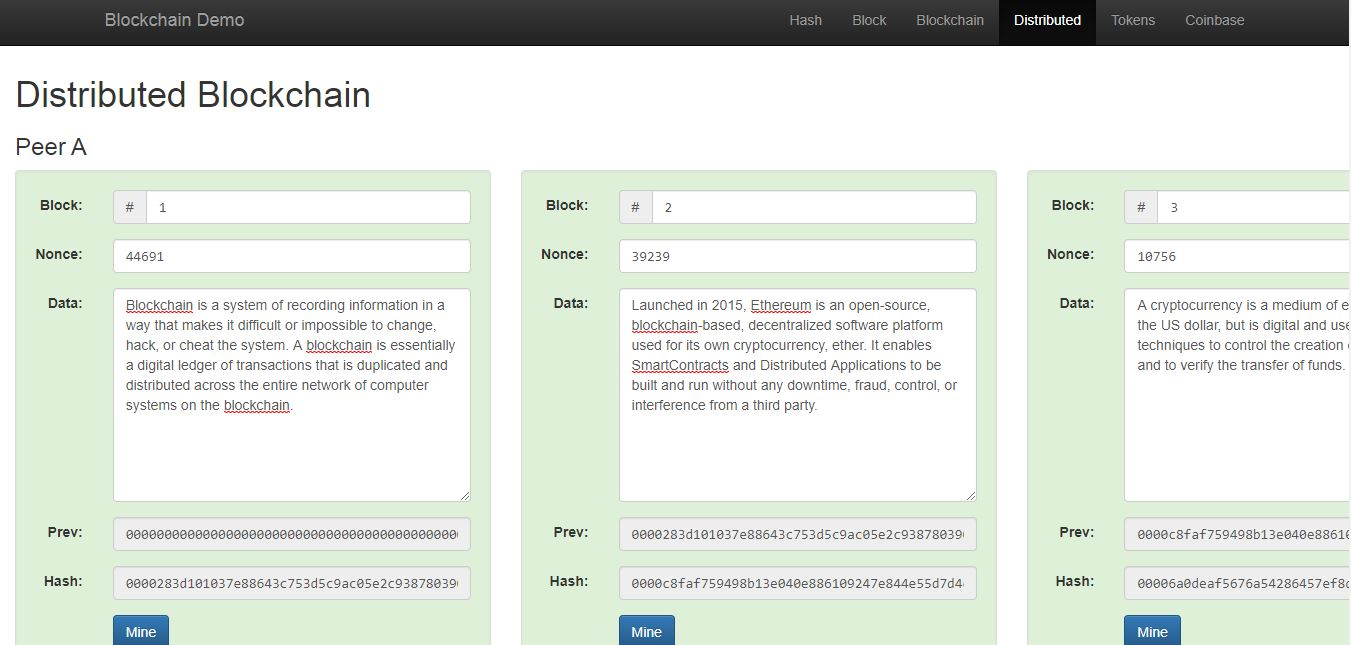 Blockchain Demo
Hash Block Blockchain Distributed Tokens Coinbase
Distributed Blockchain
Peer A
Block: # 1
Nonce: 44691
Data: Blockchain is a system of recording information in a
way that makes it difficult or impossible to change,
hack, or cheat the system. A blockchain is essentially
a digital ledger of transactions that is duplicated and
distributed across the entire network of computer
systems on the blockchain.
Prev: 00000000000000000000000000000000000000000000
Hash: 0000283d101037e88643c753d5c9ac05e2c93878039
Mine
Block: # 2
Nonce: 39239
Data: Launched in 2015, Ethereum is an open-source,
blockchain-based, decentralized software platform
used for its own cryptocurrency, ether. It enables
SmartContracts and Distributed Applications to be
built and run without any downtime, fraud, control, or
interference from a third party.
Prev: 0000283d101037e88643c753d5c9ac05e2c93878039
Hash: 0000c8faf759498b13e040e886109247e844e55d7d4
Mine
Block: # 3
Nonce: 10756
Data: A cryptocurrency is a medium of e
the US dollar, but is digital and use
techniques to control the creation
and to verify the transfer of funds.
Prev: 0000c8faf759498b13e040e8861
Hash: 00006a0deaf5676a54286457ef8
Mine